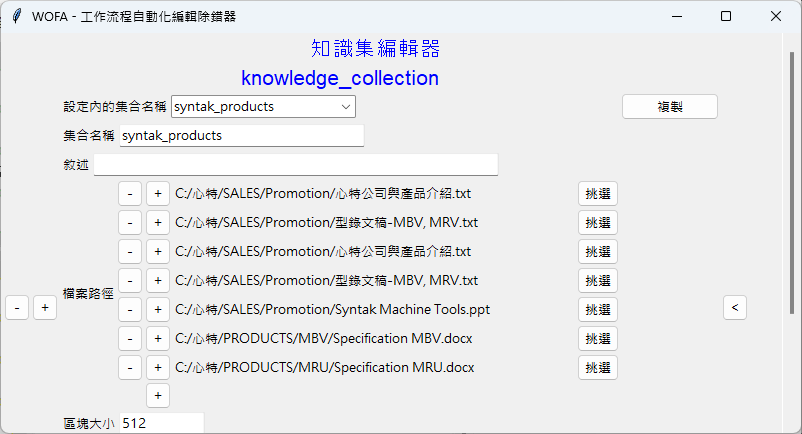 WOFA - 工作流程自動化編輯除錯器
知識集編輯器
knowledge_collection
設定內的集合名稱 syntak_products 複製
集合名稱 syntak_products
敘述
- + C:/心特/SALES/Promotion/心特公司與產品介紹.txt 挑選
- + C:/心特/SALES/Promotion/型錄文稿-MBV, MRV.txt 挑選
- + C:/心特/SALES/Promotion/心特公司與產品介紹.txt 挑選
- + C:/心特/SALES/Promotion/型錄文稿-MBV, MRV.txt 挑選
- + 檔案路徑 - + C:/心特/SALES/Promotion/Syntak Machine Tools.ppt 挑選 <
- + C:/心特/PRODUCTS/MBV/Specification MBV.docx 挑選
- + C:/心特/PRODUCTS/MRU/Specification MRU.docx 挑選
+
區塊大小 512